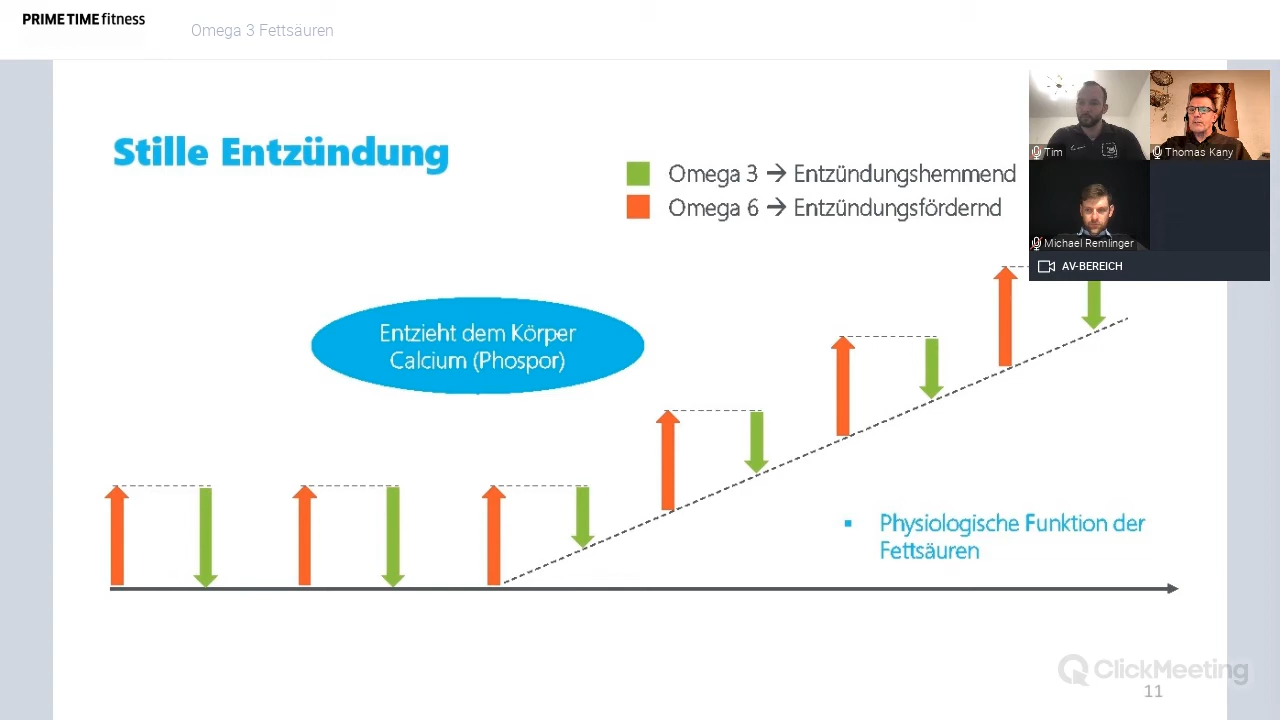 PRIME TIME fitness
Omega 3 Fettsäuren
Stille Entzündung
Omega 3 → Entzündungshemmend
Omega 6 → Entzündungsfördernd
Tim
Thomas Kany
Michael Remlinger
AV-BEREICH
Entzieht dem Körper
Calcium (Phospor)
Physiologische Funktion der
Fettsäuren
ClickMeeting
11